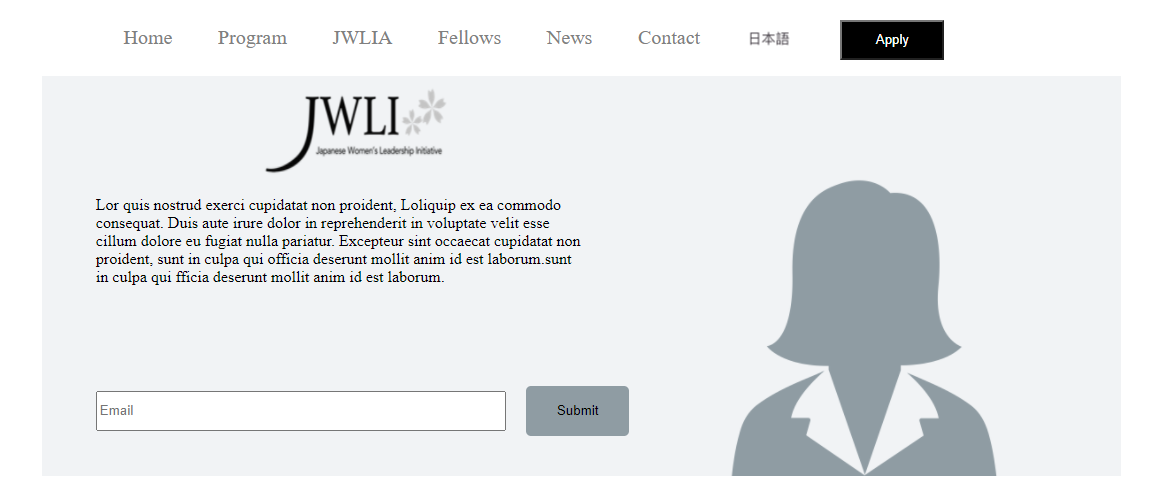 Home Program JWLIA Fellows News Contact 日本語 Apply
JWLI
Japanese Women's Leadership Initiative
Lor quis nostrud exerci cupidatat non proident, Loliquip ex ea commodo
consequat. Duis aute irure dolor in reprehenderit in voluptate velit esse
cillum dolore eu fugiat nulla pariatur. Excepteur sint occaecat cupidatat non
proident, sunt in culpa qui officia deserunt mollit anim id est laborum.sunt
in culpa qui fficia deserunt mollit anim id est laborum.
Email Submit